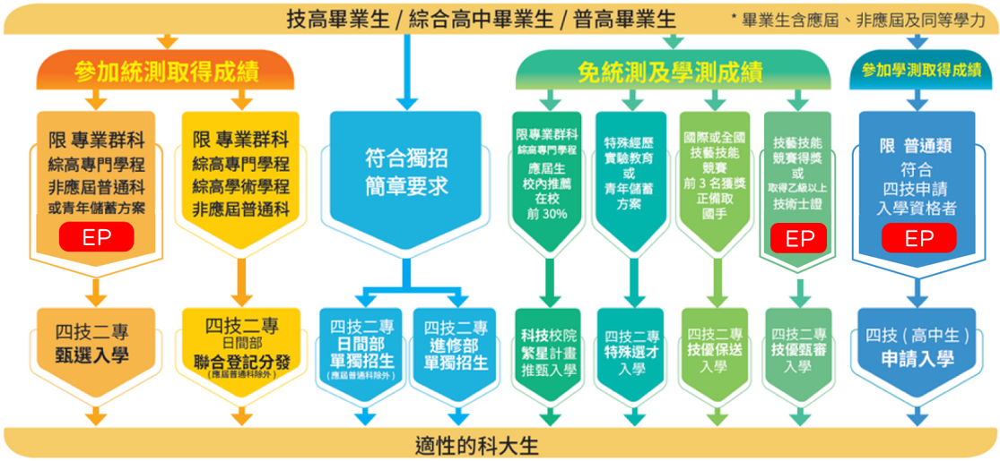 技高畢業生 / 綜合高中畢業生 / 普高畢業生
* 畢業生含應屆、非應屆及同等學力
參加統測取得成績
免統測及學測成績
參加學測取得成績
限 專業群科
綜高專門學程
非應屆普通科
或青年儲蓄方案
EP
限 專業群科
綜高專門學程
綜高學術學程
非應屆普通科
符合獨招
簡章要求
限專業群科
綜高專門學程
應屆生
校內推薦
在校
前 30%
特殊經歷
實驗教育
或
青年儲蓄
方案
國際或全國
技藝技能
競賽
前 3 名獲獎
正備取
國手
技藝技能
競賽得獎
或
取得乙級以上
技術士證
EP
限 普通類
符合
四技申請
入學資格者
EP
四技二專
甄選入學
四技二專
日間部
聯合登記分發
(應屆普通科除外)
四技二專
日間部
單獨招生
(應屆普通科除外)
四技二專
進修部
單獨招生
科技校院
繁星計畫
推甄入學
四技二專
特殊選才
入學
四技二專
技優保送
入學
四技二專
技優甄審
入學
四技 ( 高中生 )
申請入學
適性的科大生